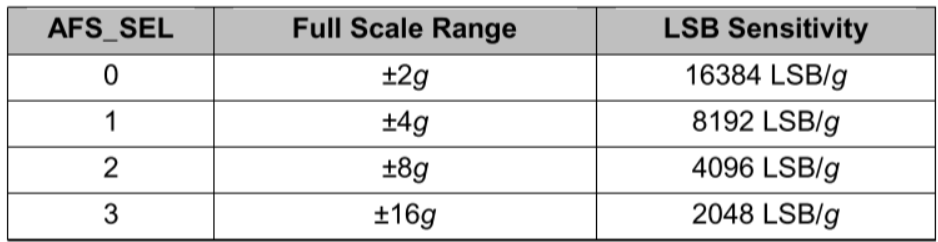 AFS_SEL Full Scale Range LSB Sensitivity
0 ±2g 16384 LSB/g
1 ±4g 8192 LSB/g
2 ±8g 4096 LSB/g
3 ±16g 2048 LSB/g